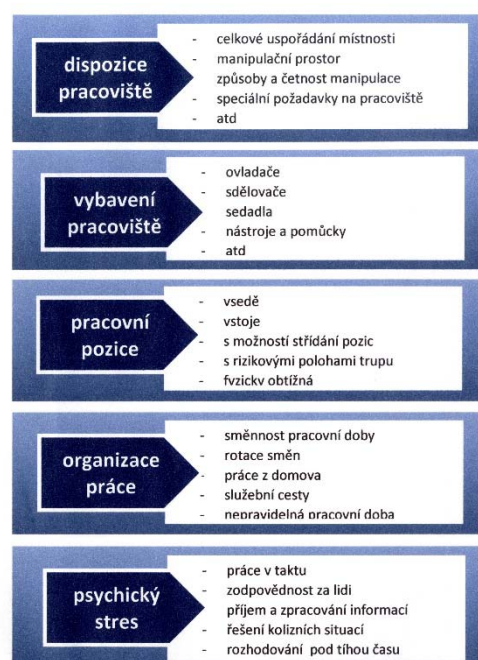 dispozice
pracoviště
- celkové uspořádání místnosti
- manipulační prostor
- způsoby a četnost manipulace
- speciální požadavky na pracoviště
- atd
vybavení
pracoviště
- ovladače
- sdělovače
- sedadla
- nástroje a pomůcky
- atd
pracovní
pozice
- vsedě
- vstoje
- s možností střídání pozic
- s rizikovými polohami trupu
- fyzicky obtížná
organizace
práce
- směnnost pracovní doby
- rotace směn
- práce z domova
- služební cesty
- nepravidelná pracovní doba
psychický
stres
- práce v taktu
- zodpovědnost za lidi
- příjem a zpracování informací
- řešení kolizních situací
- rozhodování pod tíhou času